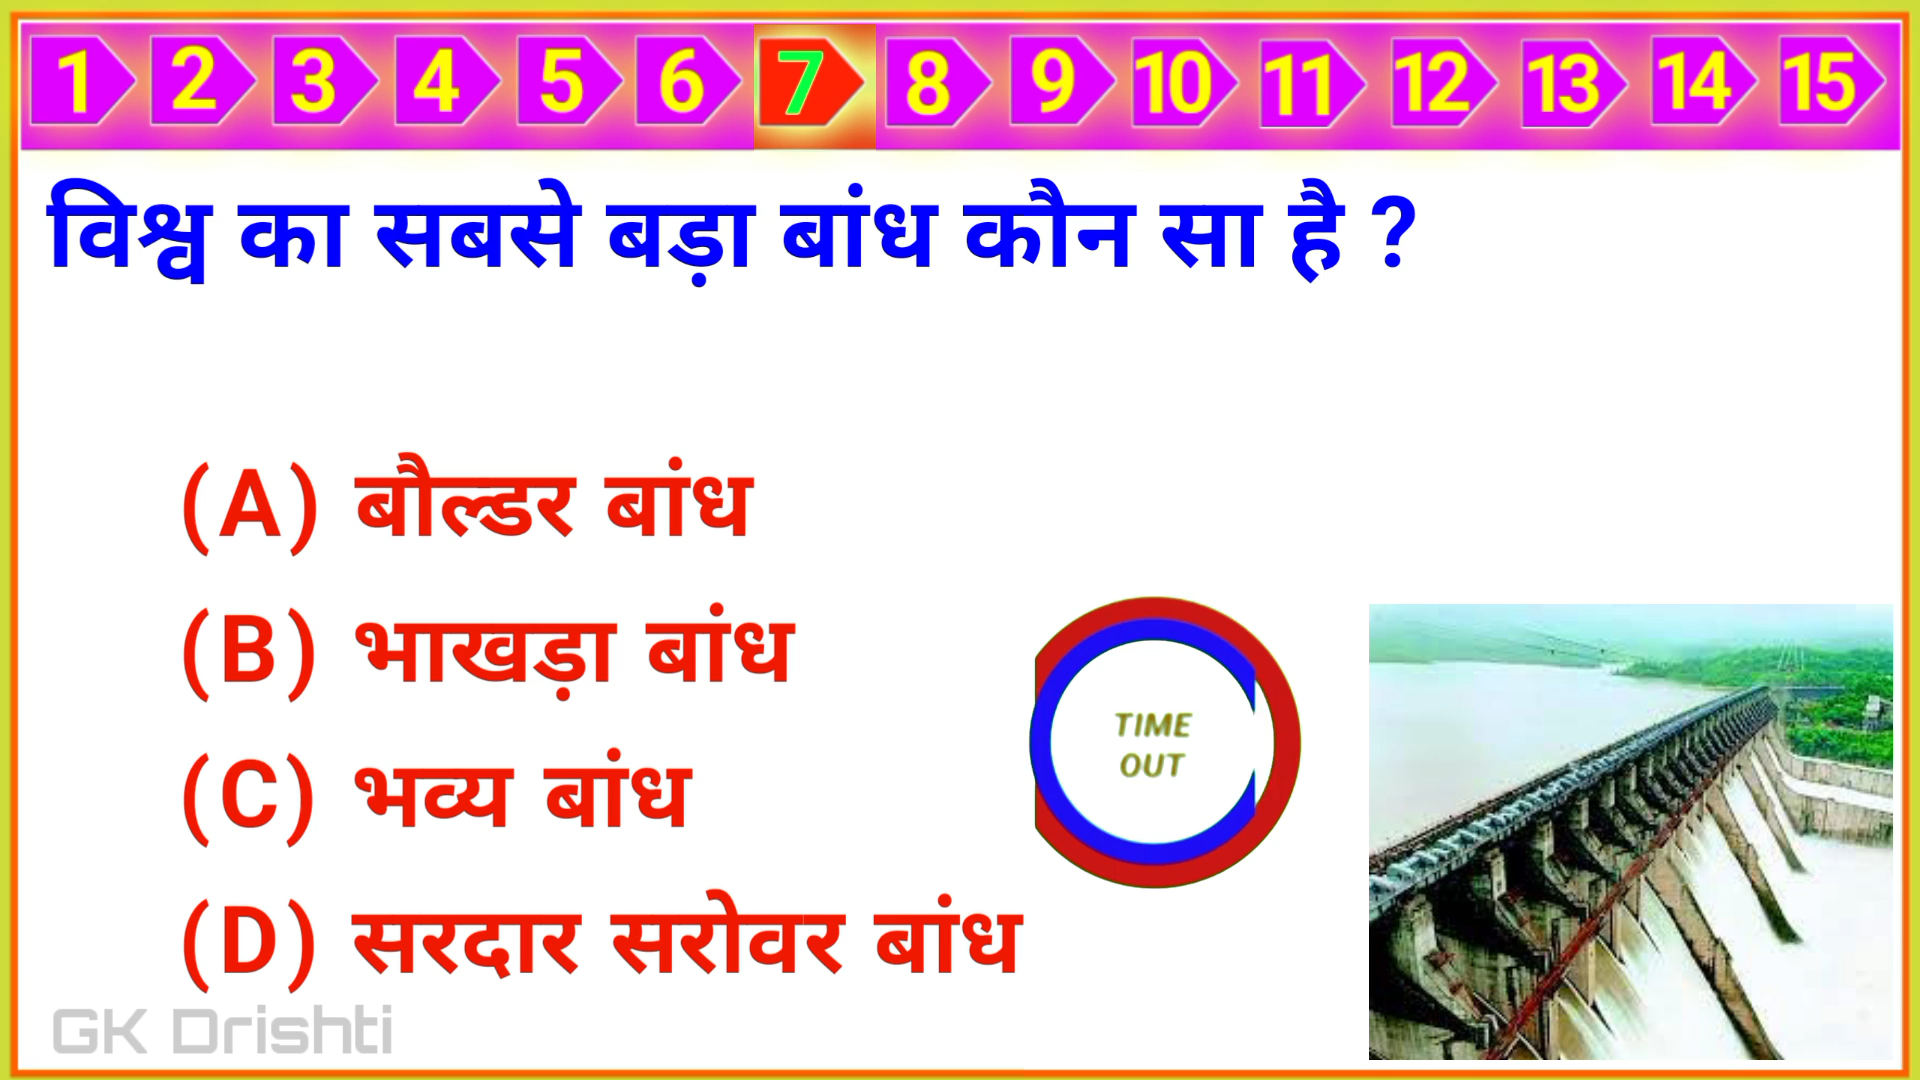 1 2 3 4 5 6 7 8 9 10 11 12 13 14 15
विश्व का सबसे बड़ा बांध कौन सा है ?
(A) बौल्डर बांध
(B) भाखड़ा बांध
(C) भव्य बांध
(D) सरदार सरोवर बांध
TIME
OUT
GK Drishti